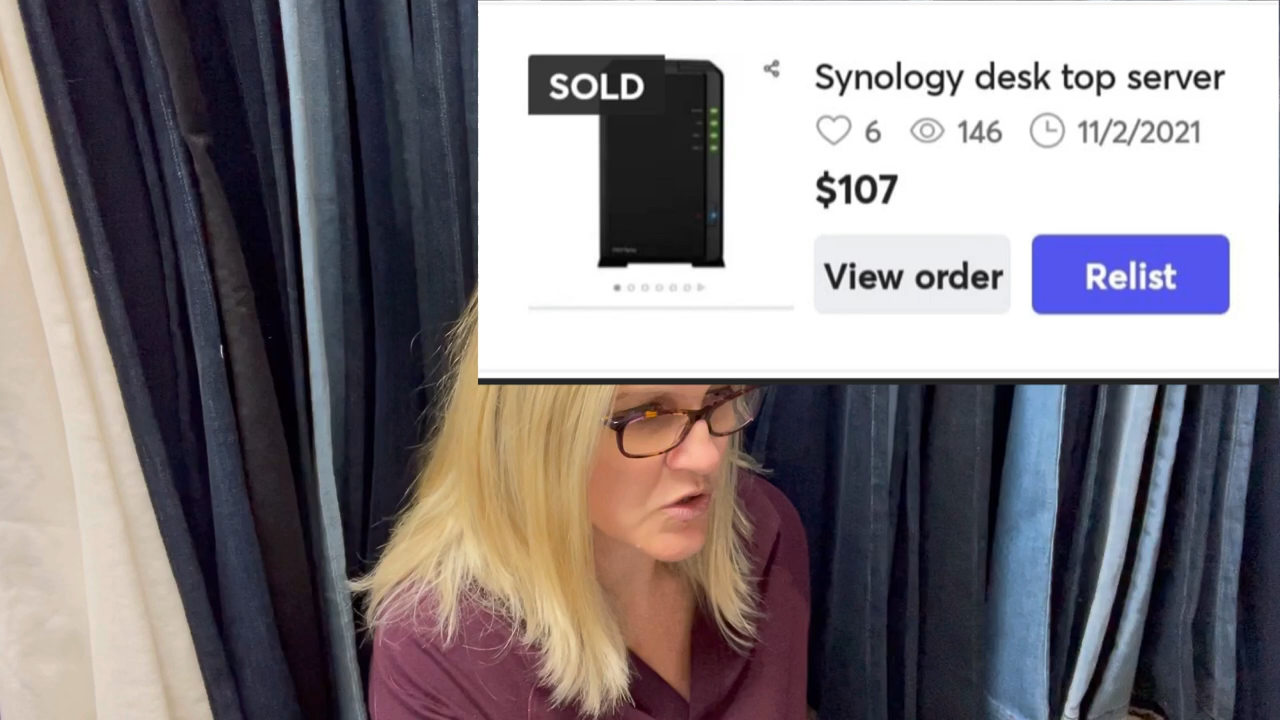 SOLD
Synology desk top server
6 146 11/2/2021
$107
View order
Relist